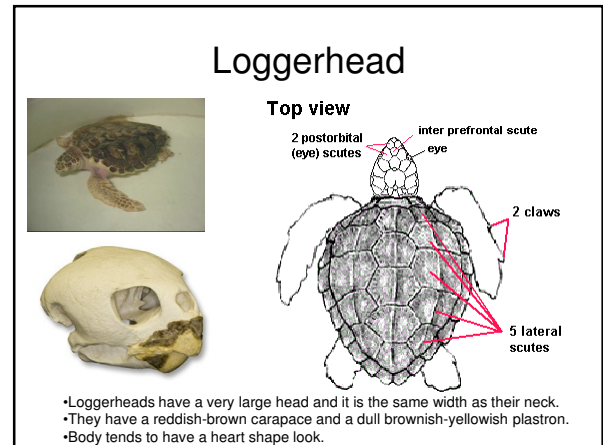 Loggerhead
Top view
2 postorbital
(eye) scutes
inter prefrontal scute
eye
2 claws
5 lateral
scutes
•Loggerheads have a very large head and it is the same width as their neck.
•They have a reddish-brown carapace and a dull brownish-yellowish plastron.
•Body tends to have a heart shape look.